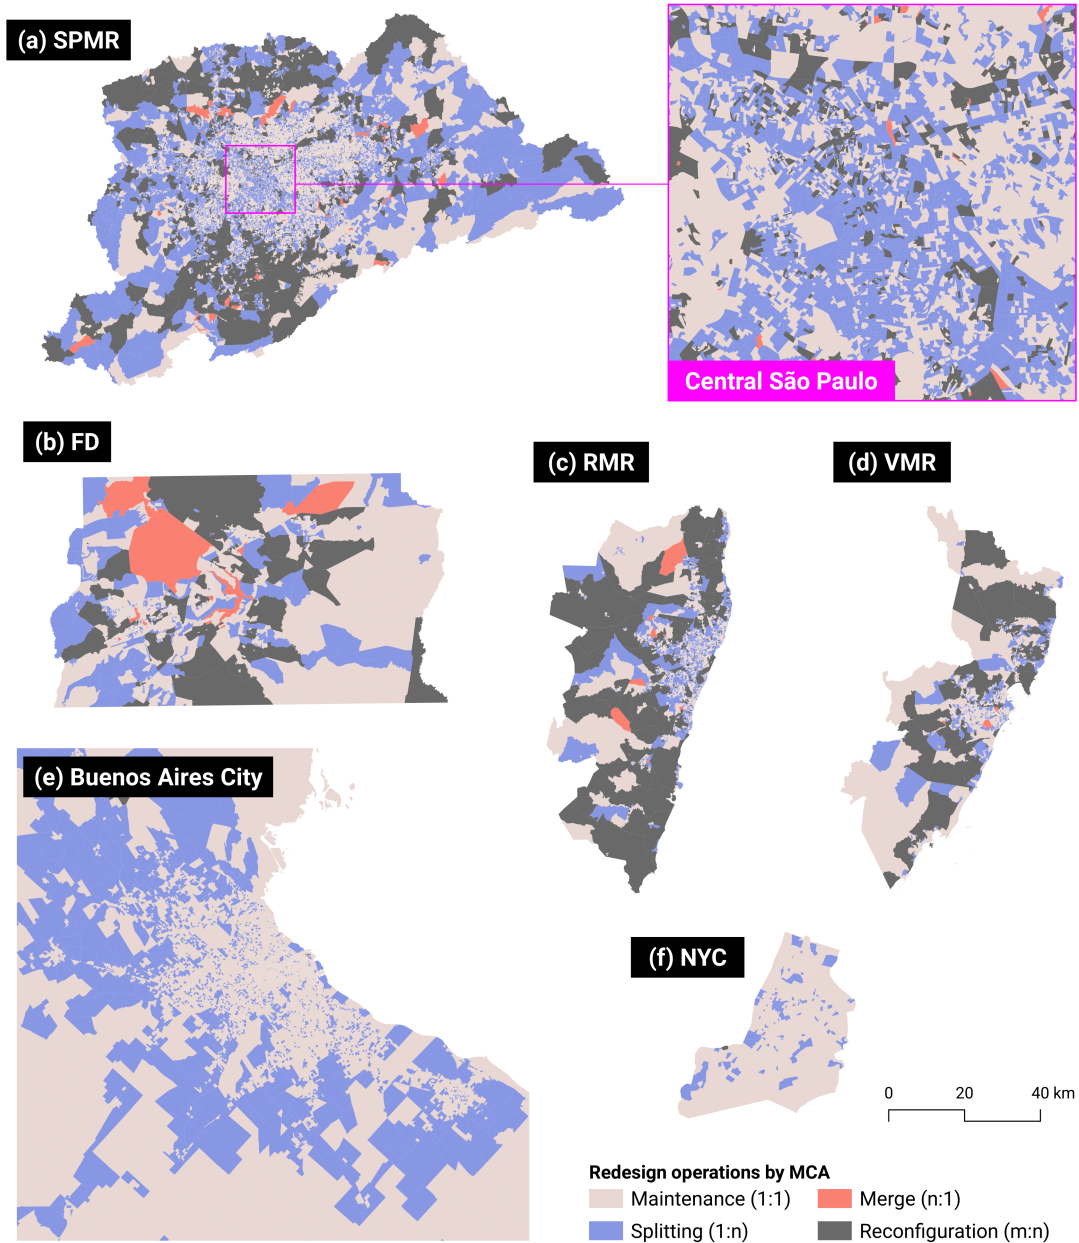 (a) SPMR
Central São Paulo
(b) FD
(c) RMR
(d) VMR
(e) Buenos Aires City
(f) NYC
0 20 40 km
Redesign operations by MCA
Maintenance (1:1)
Merge (n:1)
Splitting (1:n)
Reconfiguration (m:n)